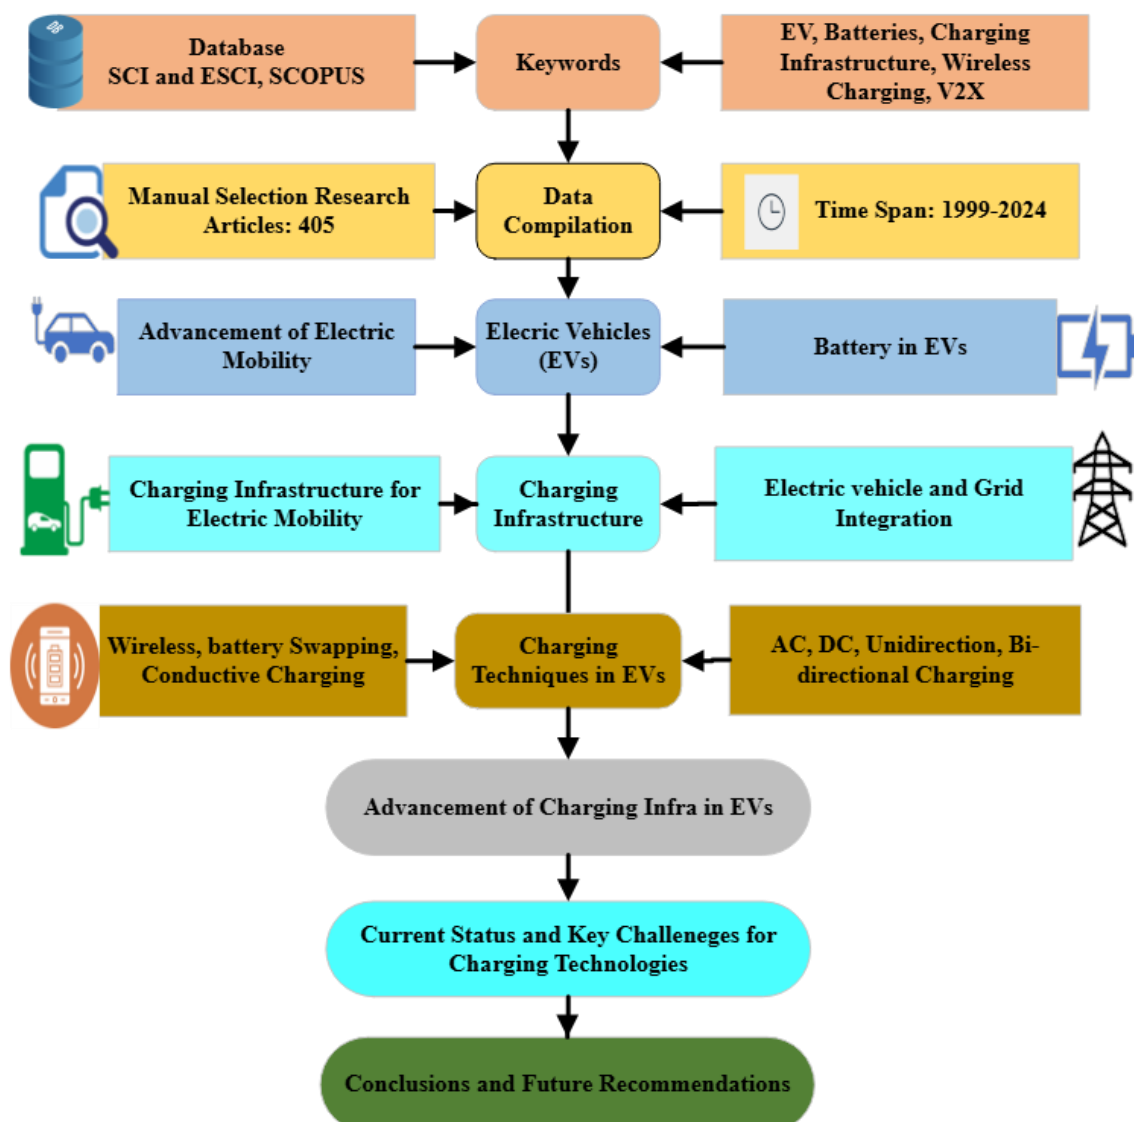 DB
Database
SCI and ESCI, SCOPUS
Keywords
EV, Batteries, Charging
Infrastructure, Wireless
Charging, V2X
Manual Selection Research
Articles: 405
Data
Compilation
Time Span: 1999-2024
Advancement of Electric
Mobility
Elecric Vehicles
(EVs)
Battery in EVs
Charging Infrastructure for
Electric Mobility
Charging
Infrastructure
Electric vehicle and Grid
Integration
Wireless, battery Swapping,
Conductive Charging
Charging
Techniques in EVs
AC, DC, Unidirection, Bi-
directional Charging
Advancement of Charging Infra in EVs
Current Status and Key Challeneges for
Charging Technologies
Conclusions and Future Recommendations